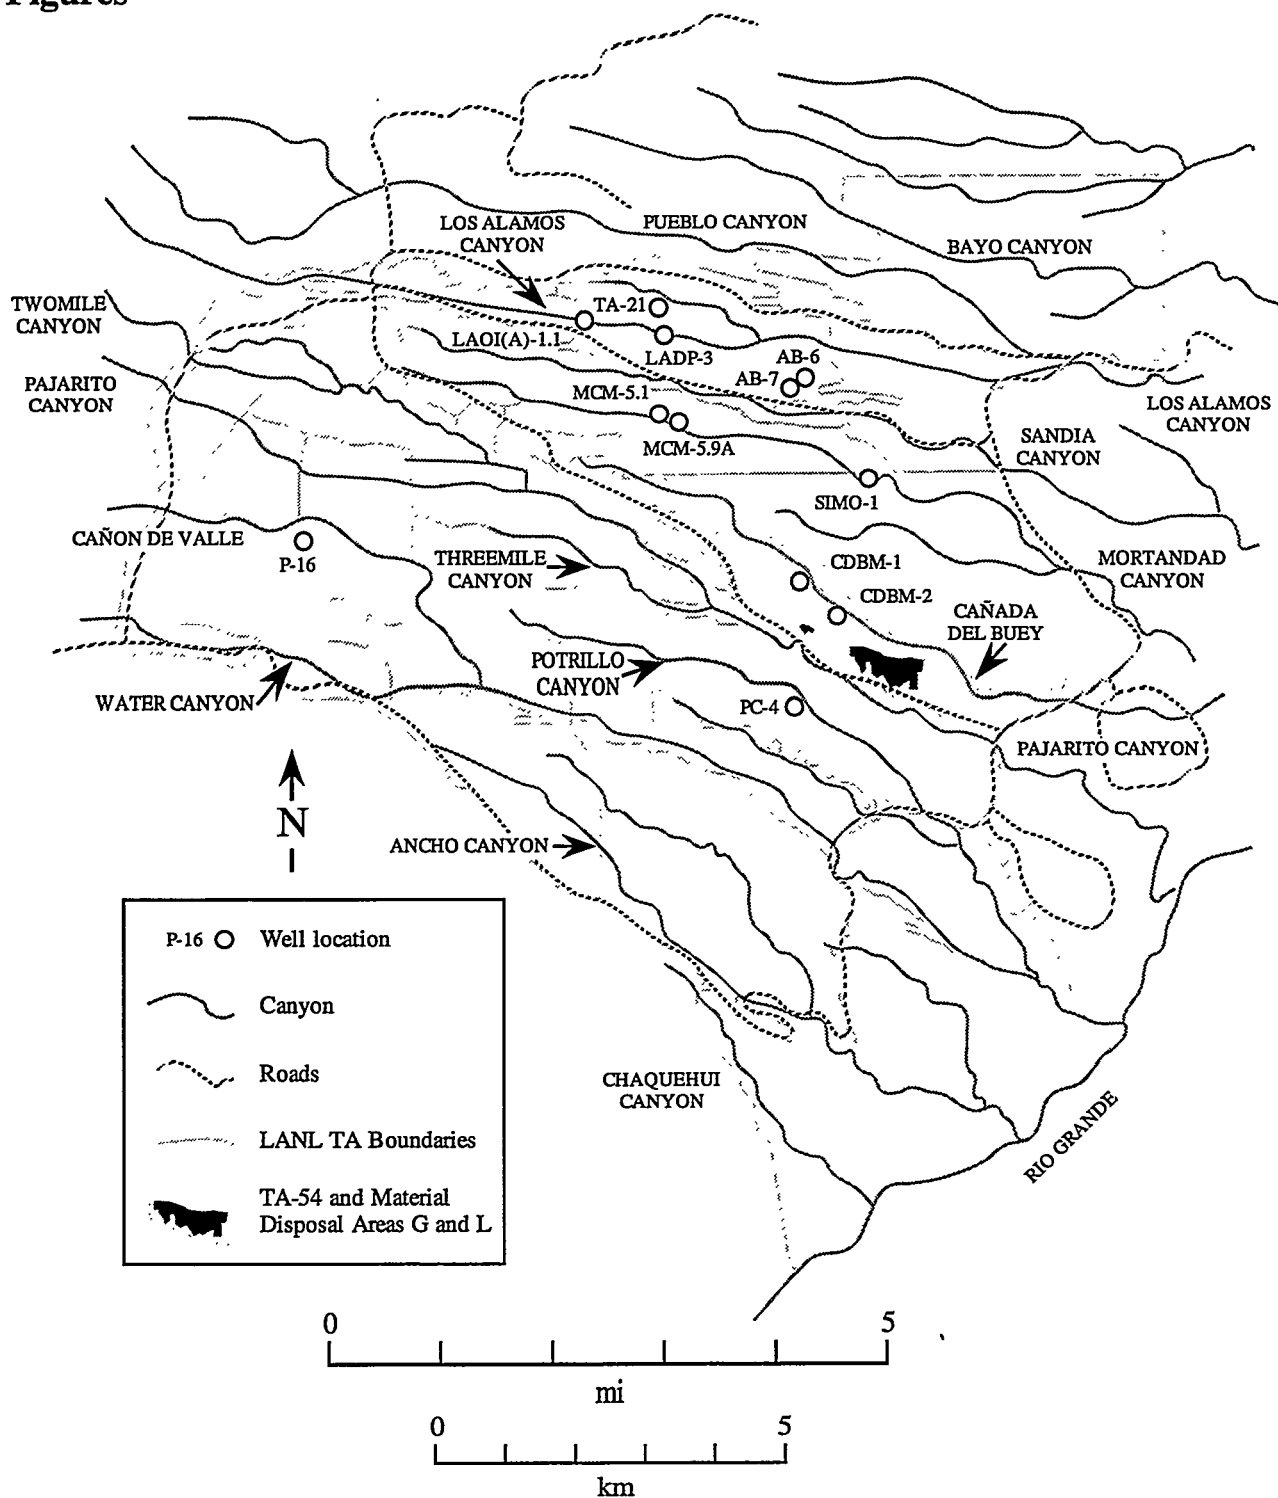 Figures
LOS ALAMOS
CANYON
PUEBLO CANYON
BAYO CANYON
TWOMILE
CANYON
TA-21
LAOI(A)-1.1
LADP-3
AB-6
AB-7
PAJARITO
CANYON
MCM-5.1
MCM-5.9A
LOS ALAMOS
CANYON
SANDIA
CANYON
SIMO-1
CAÑON DE VALLE
P-16
THREEMILE
CANYON
CDBM-1
CDBM-2
MORTANDAD
CANYON
CAÑADA
DEL BUEY
POTRILLO
CANYON
WATER CANYON
PC-4
PAJARITO CANYON
N
ANCHO CANYON
P-16
Well location
Canyon
Roads
LANL TA Boundaries
TA-54 and Material
Disposal Areas G and L
CHAQUEHUI
CANYON
RIO GRANDE
0 5
mi
0 5
km